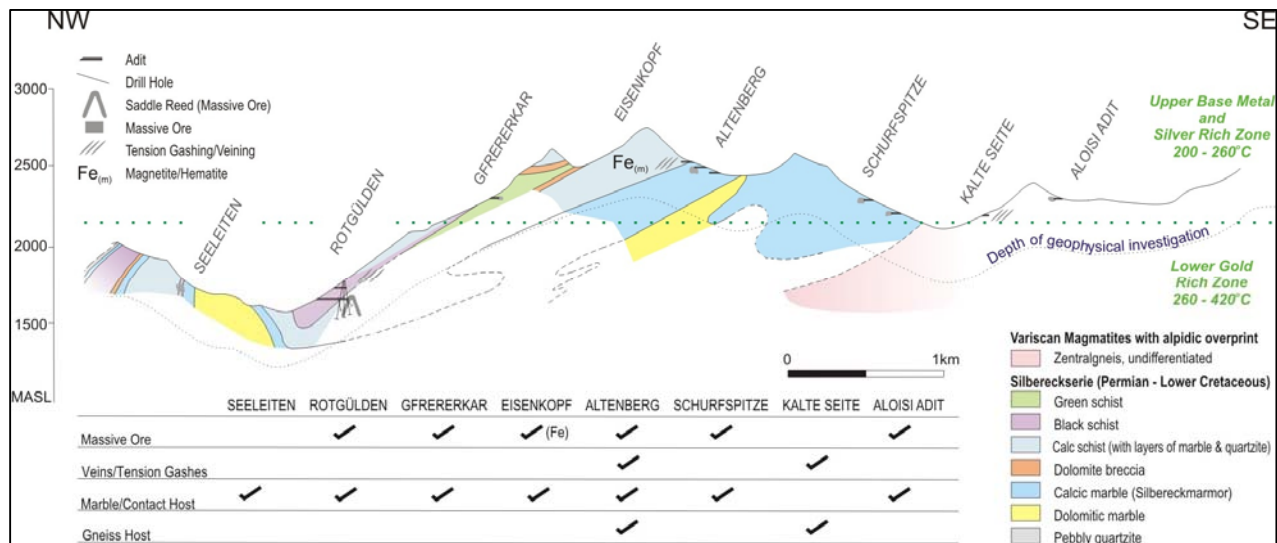 NW
SE
Adit
Drill Hole
Saddle Reed (Massive Ore)
Massive Ore
Tension Gashing/Veining
Fe(m) Magnetite/Hematite
3000
2500
2000
1500
MASL
SEELEITEN
ROTGÜLDEN
GFRERERKAR
EISENKOPF
ALTENBERG
SCHURFSPITZE
KALTE SEITE
ALOISI ADIT
Fe(m)
Upper Base Metal
and
Silver Rich Zone
200 - 260°C
Depth of geophysical investigation
Lower Gold
Rich Zone
260 - 420°C
0 1km
Variscan Magmatites with alpidic overprint
Zentralgneis, undifferentiated
Silbereckserie (Permian - Lower Cretaceous)
Green schist
Black schist
Calc schist (with layers of marble & quartzite)
Dolomite breccia
Calcic marble (Silbereckmarmor)
Dolomitic marble
Pebbly quartzite
SEELEITEN ROTGÜLDEN GFRERERKAR EISENKOPF ALTENBERG SCHURFSPITZE KALTE SEITE ALOISI ADIT
Massive Ore (Fe)
Veins/Tension Gashes
Marble/Contact Host
Gneiss Host